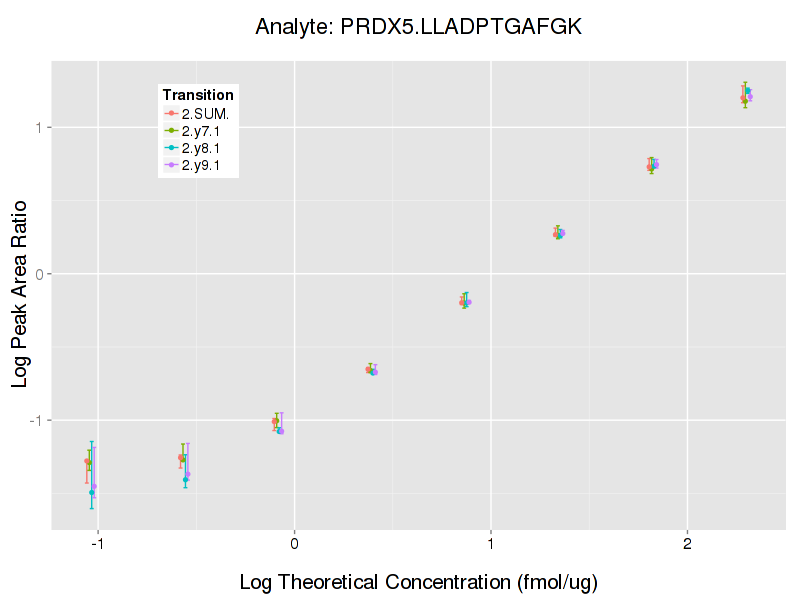 Analyte: PRDX5.LLADPTGAFGK
Transition
2.SUM.
2.y7.1
2.y8.1
2.y9.1
Log Peak Area Ratio
1
0
-1
-1 0 1 2
Log Theoretical Concentration (fmol/ug)